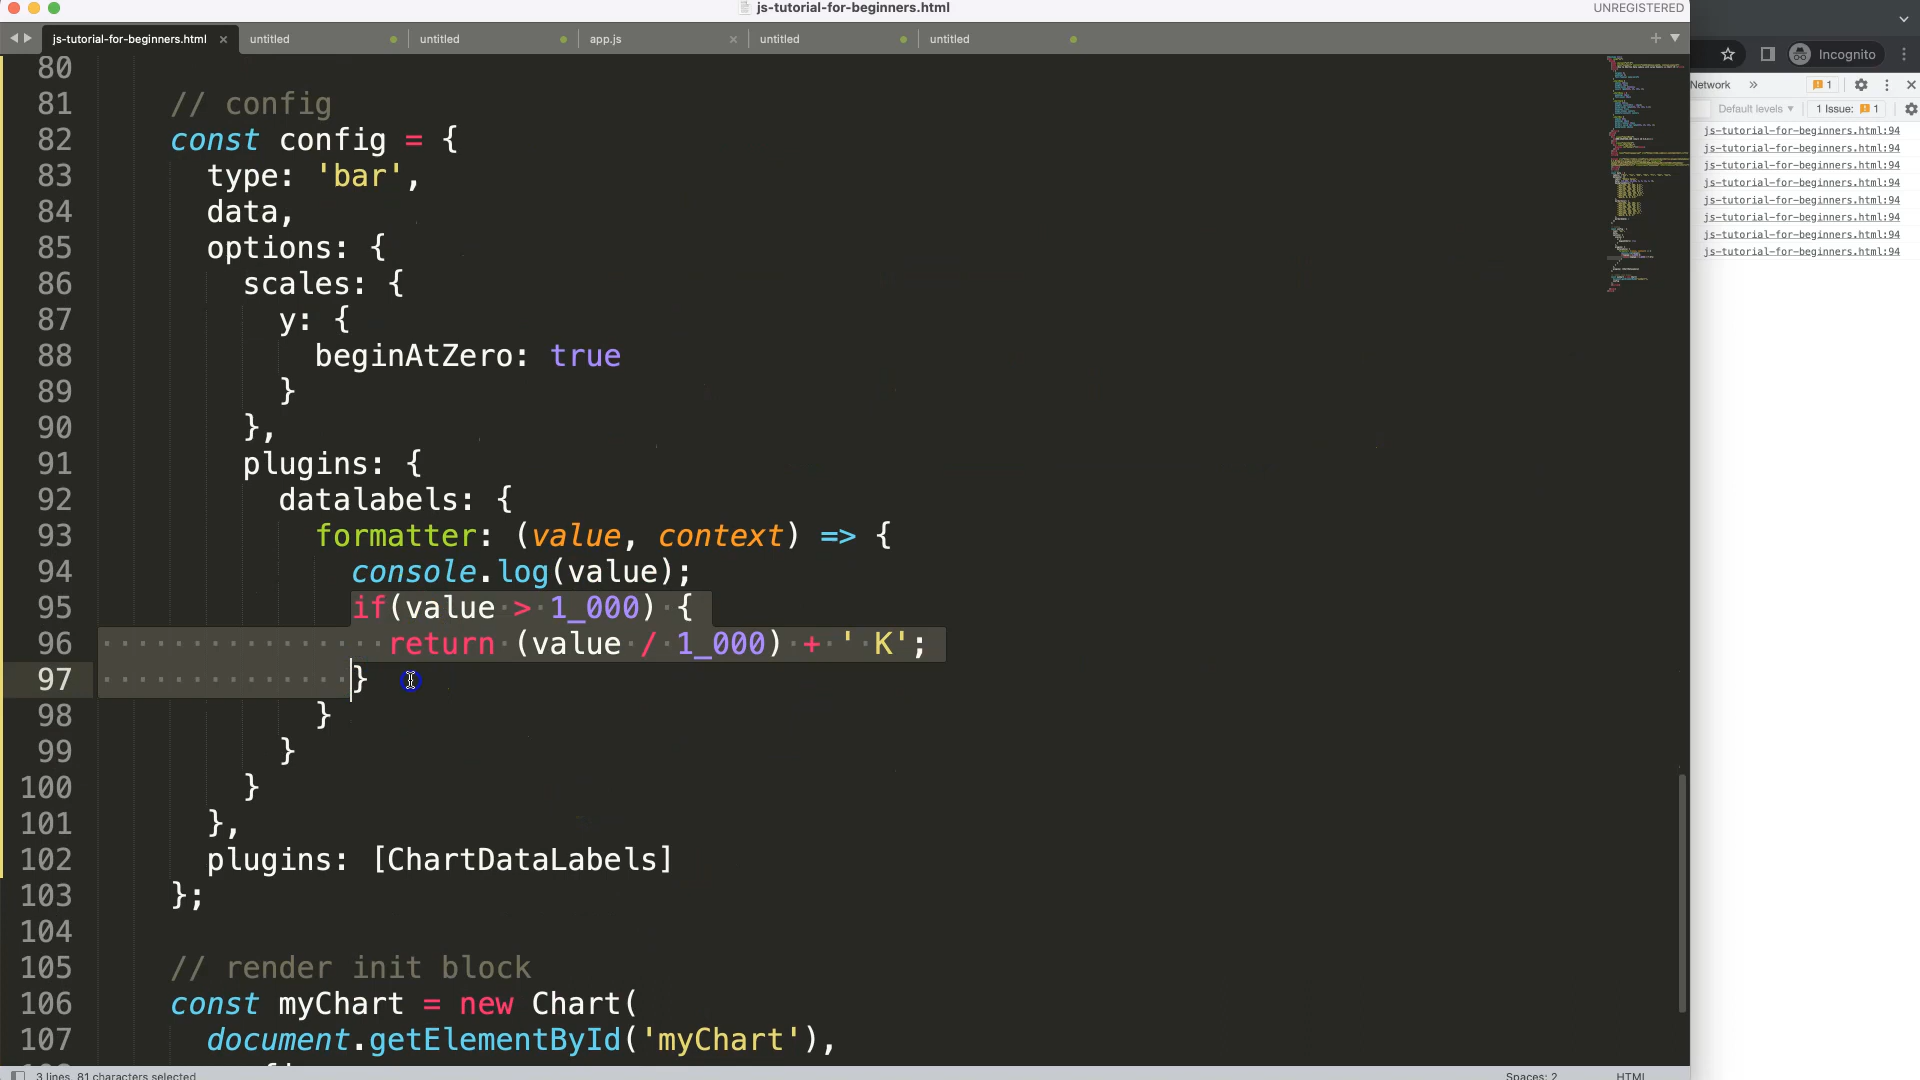 js-tutorial-for-beginners.html
UNREGISTERED
js-tutorial-for-beginners.html × untitled untitled app.js × untitled untitled +
Incognito
Network » 1
Default levels 1 Issue: 1
js-tutorial-for-beginners.html:94
js-tutorial-for-beginners.html:94
js-tutorial-for-beginners.html:94
js-tutorial-for-beginners.html:94
js-tutorial-for-beginners.html:94
js-tutorial-for-beginners.html:94
js-tutorial-for-beginners.html:94
js-tutorial-for-beginners.html:94
80
81 // config
82 const config = {
83 type: 'bar',
84 data,
85 options: {
86 scales: {
87 y: {
88 beginAtZero: true
89 }
90 },
91 plugins: {
92 datalabels: {
93 formatter: (value, context) => {
94 console.log(value);
95 if(value > 1_000) {
96 return (value / 1_000) + ' K';
97 }
98 }
99 }
100 }
101 },
102 plugins: [ChartDataLabels]
103 };
104
105 // render init block
106 const myChart = new Chart(
107 document.getElementById('myChart'),
3 lines, 81 characters selected
Spaces: 2 HTML